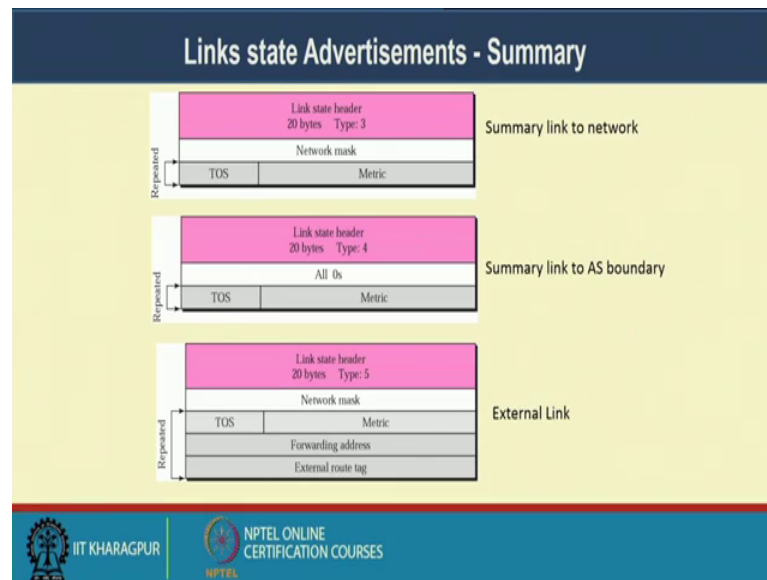 Links state Advertisements - Summary
Link state header
20 bytes Type: 3
Network mask
TOS Metric
Repeated
Summary link to network
Link state header
20 bytes Type: 4
All 0s
TOS Metric
Repeated
Summary link to AS boundary
Link state header
20 bytes Type: 5
Network mask
TOS Metric
Forwarding address
External route tag
Repeated
External Link
IIT KHARAGPUR
NPTEL
NPTEL ONLINE
CERTIFICATION COURSES